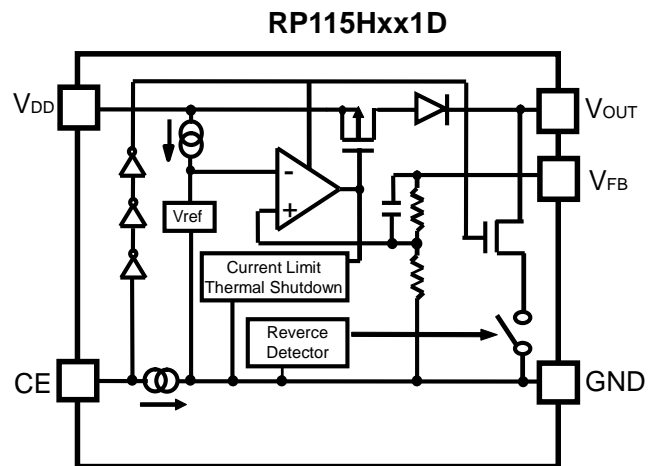 RP115Hxx1D
VDD
VOUT
VFB
-
+
Vref
Current Limit
Thermal Shutdown
Reverce
Detector
CE
GND